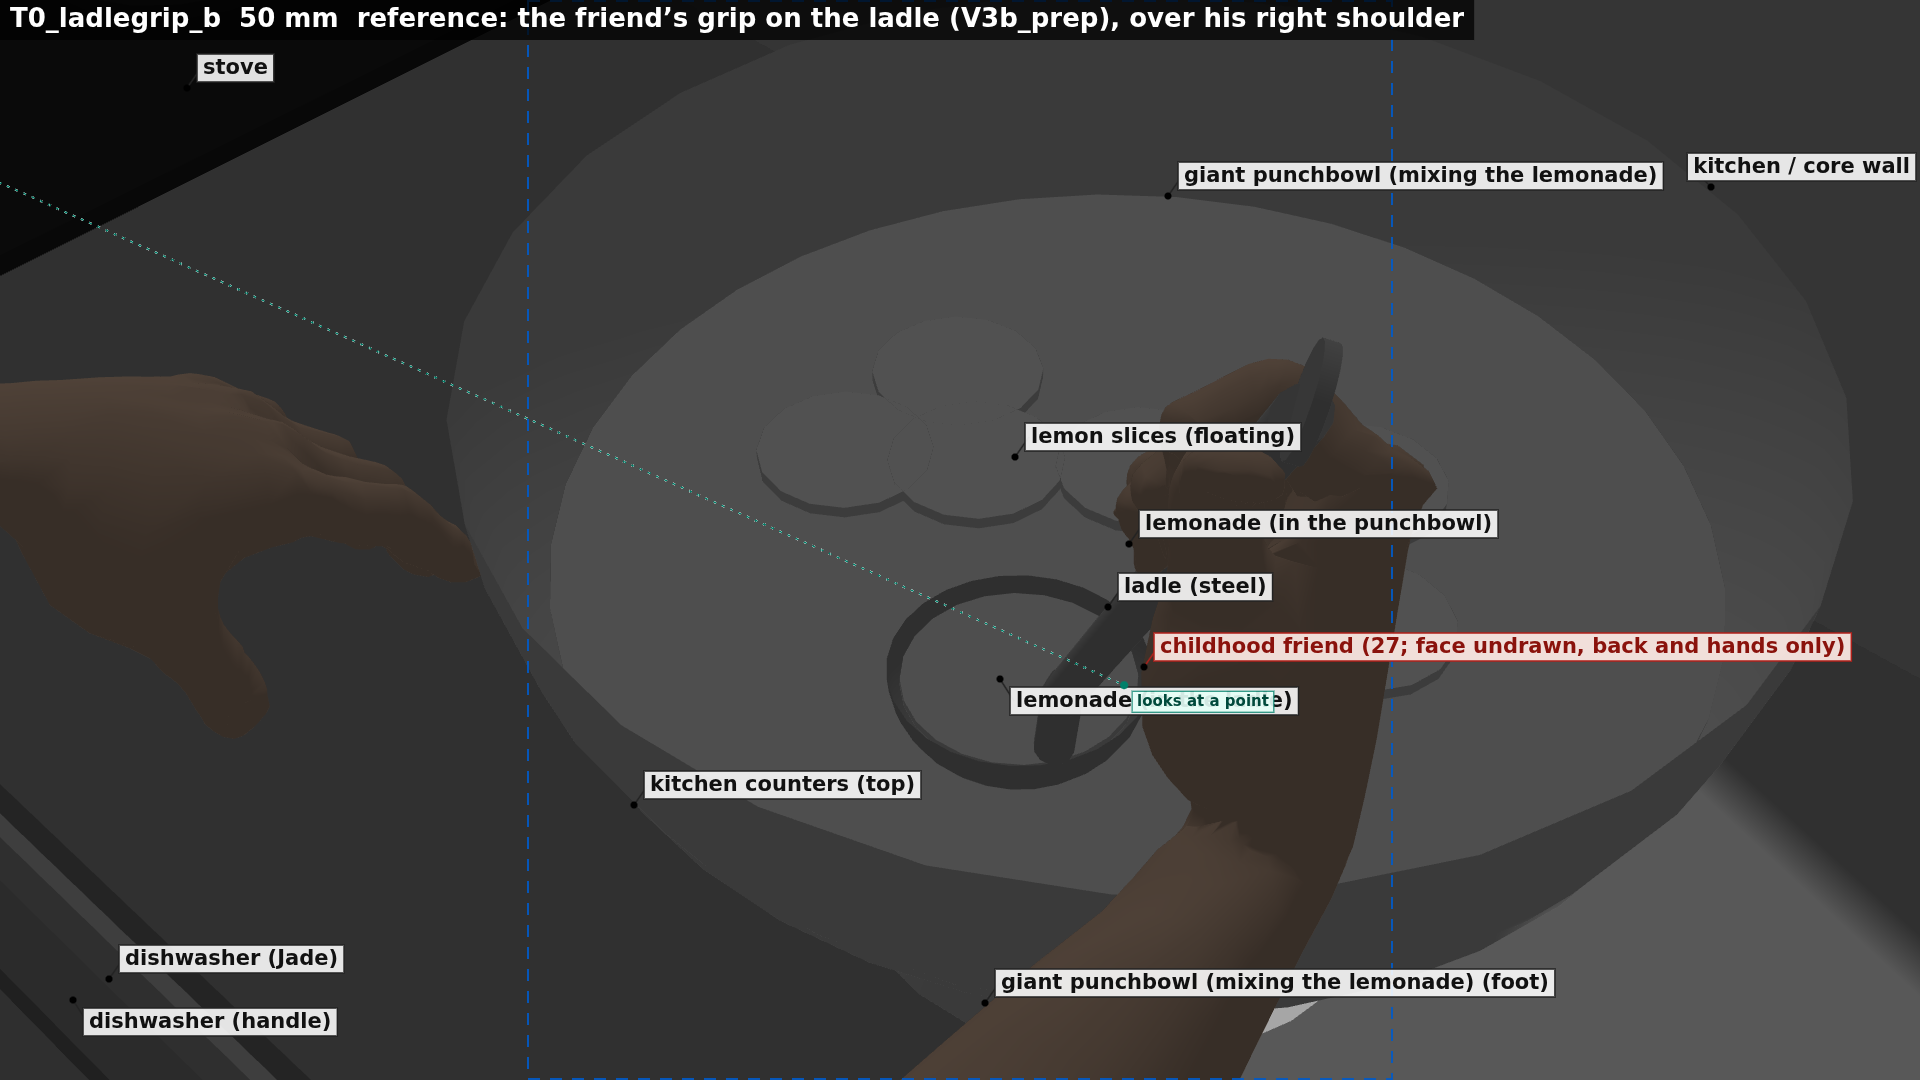 T0_ladlegrip_b  50 mm  reference: the friend’s grip on the ladle (V3b_prep), over his right shoulder
stove
kitchen / core wall
giant punchbowl (mixing the lemonade)
lemon slices (floating)
lemonade (in the punchbowl)
ladle (steel)
childhood friend (27; face undrawn, back and hands only)
lemonade e)
looks at a point
kitchen counters (top)
dishwasher (Jade)
giant punchbowl (mixing the lemonade) (foot)
dishwasher (handle)